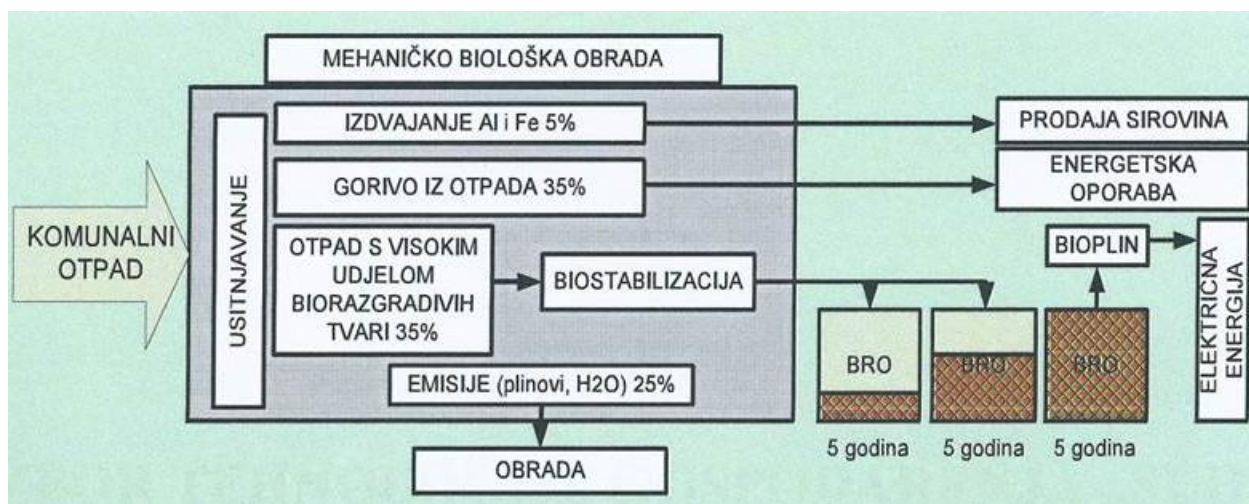 MEHANIČKO BIOLOŠKA OBRADA
KOMUNALNI
OTPAD
USITNJAVANJE
IZDVAJANJE Al i Fe 5%
PRODAJA SIROVINA
GORIVO IZ OTPADA 35%
ENERGETSKA
OPORABA
OTPAD S VISOKIM
UDJELOM
BIORAZGRADIVIH
TVARI 35%
BIOSTABILIZACIJA
BIOPLIN
ELEKTRIČNA
ENERGIJA
BRO
BRO
BRO
5 godina
5 godina
5 godina
EMISIJE (plinovi, H2O) 25%
OBRADA